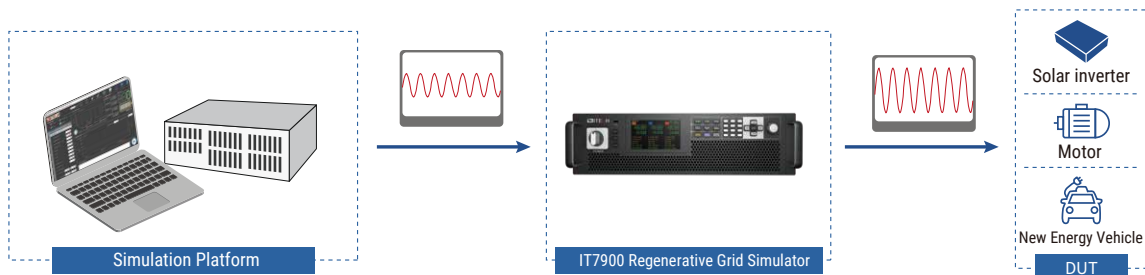 Simulation Platform
IT7900 Regenerative Grid Simulator
Solar inverter
Motor
New Energy Vehicle
DUT